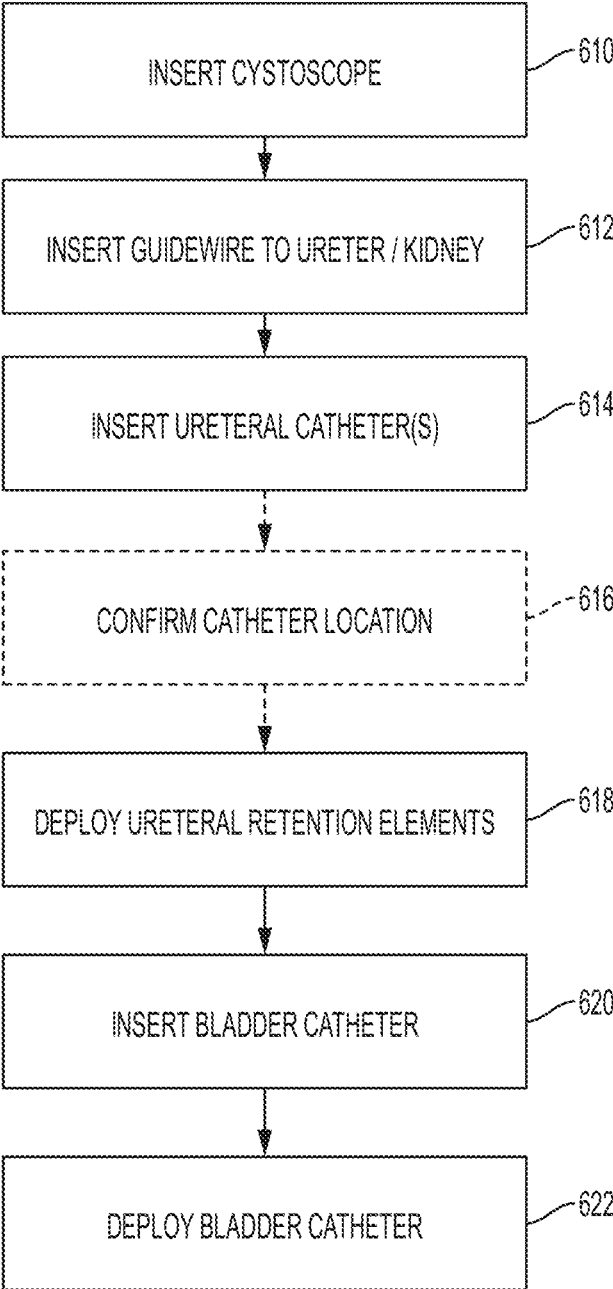 INSERT CYSTOSCOPE
610
INSERT GUIDEWIRE TO URETER / KIDNEY
612
INSERT URETERAL CATHETER(S)
614
CONFIRM CATHETER LOCATION
616
DEPLOY URETERAL RETENTION ELEMENTS
618
INSERT BLADDER CATHETER
620
DEPLOY BLADDER CATHETER
622